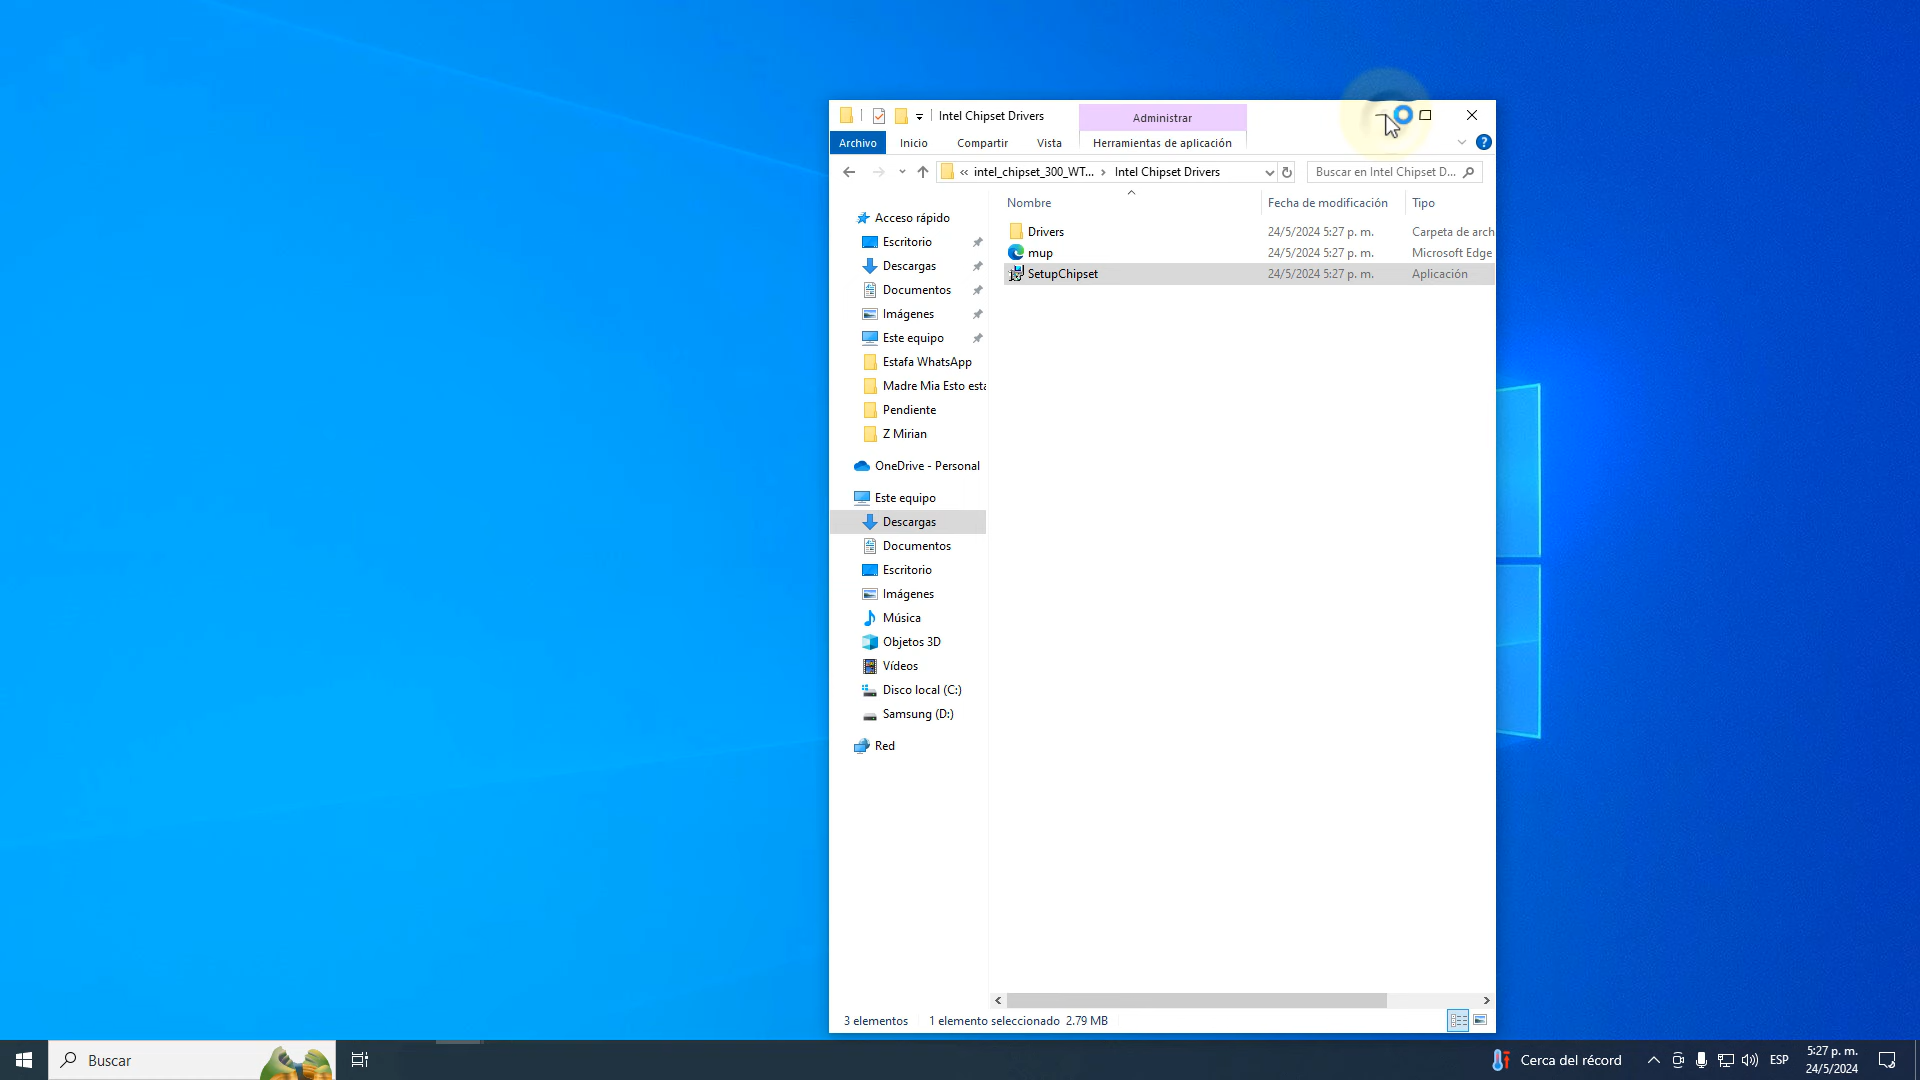 Intel Chipset Drivers
Administrar
Archivo
Inicio
Compartir
Vista
Herramientas de aplicación
?
« intel_chipset_300_WT... > Intel Chipset Drivers
Buscar en Intel Chipset D...
Nombre
Fecha de modificación
Tipo
Drivers
24/5/2024 5:27 p. m.
Carpeta de arch
mup
24/5/2024 5:27 p. m.
Microsoft Edge
SetupChipset
24/5/2024 5:27 p. m.
Aplicación
Acceso rápido
Escritorio
Descargas
Documentos
Imágenes
Este equipo
Estafa WhatsApp
Madre Mia Esto esta
Pendiente
Z Mirian
OneDrive - Personal
Este equipo
Descargas
Documentos
Escritorio
Imágenes
Música
Objetos 3D
Vídeos
Disco local (C:)
Samsung (D:)
Red
3 elementos
1 elemento seleccionado 2.79 MB
Buscar
Cerca del récord
ESP
5:27 p. m.
24/5/2024